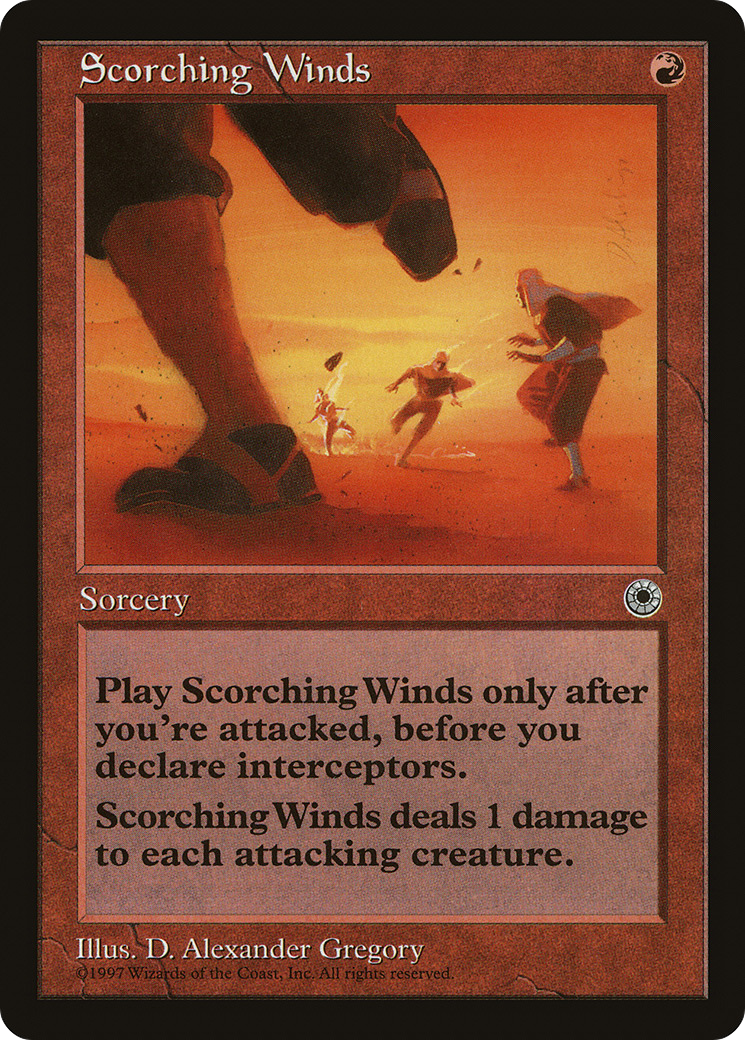 Scorching Winds
Sorcery
Play Scorching Winds only after
you're attacked, before you
declare interceptors.
Scorching Winds deals 1 damage
to each attacking creature.
Illus. D. Alexander Gregory
©1997 Wizards of the Coast, Inc. All rights reserved.